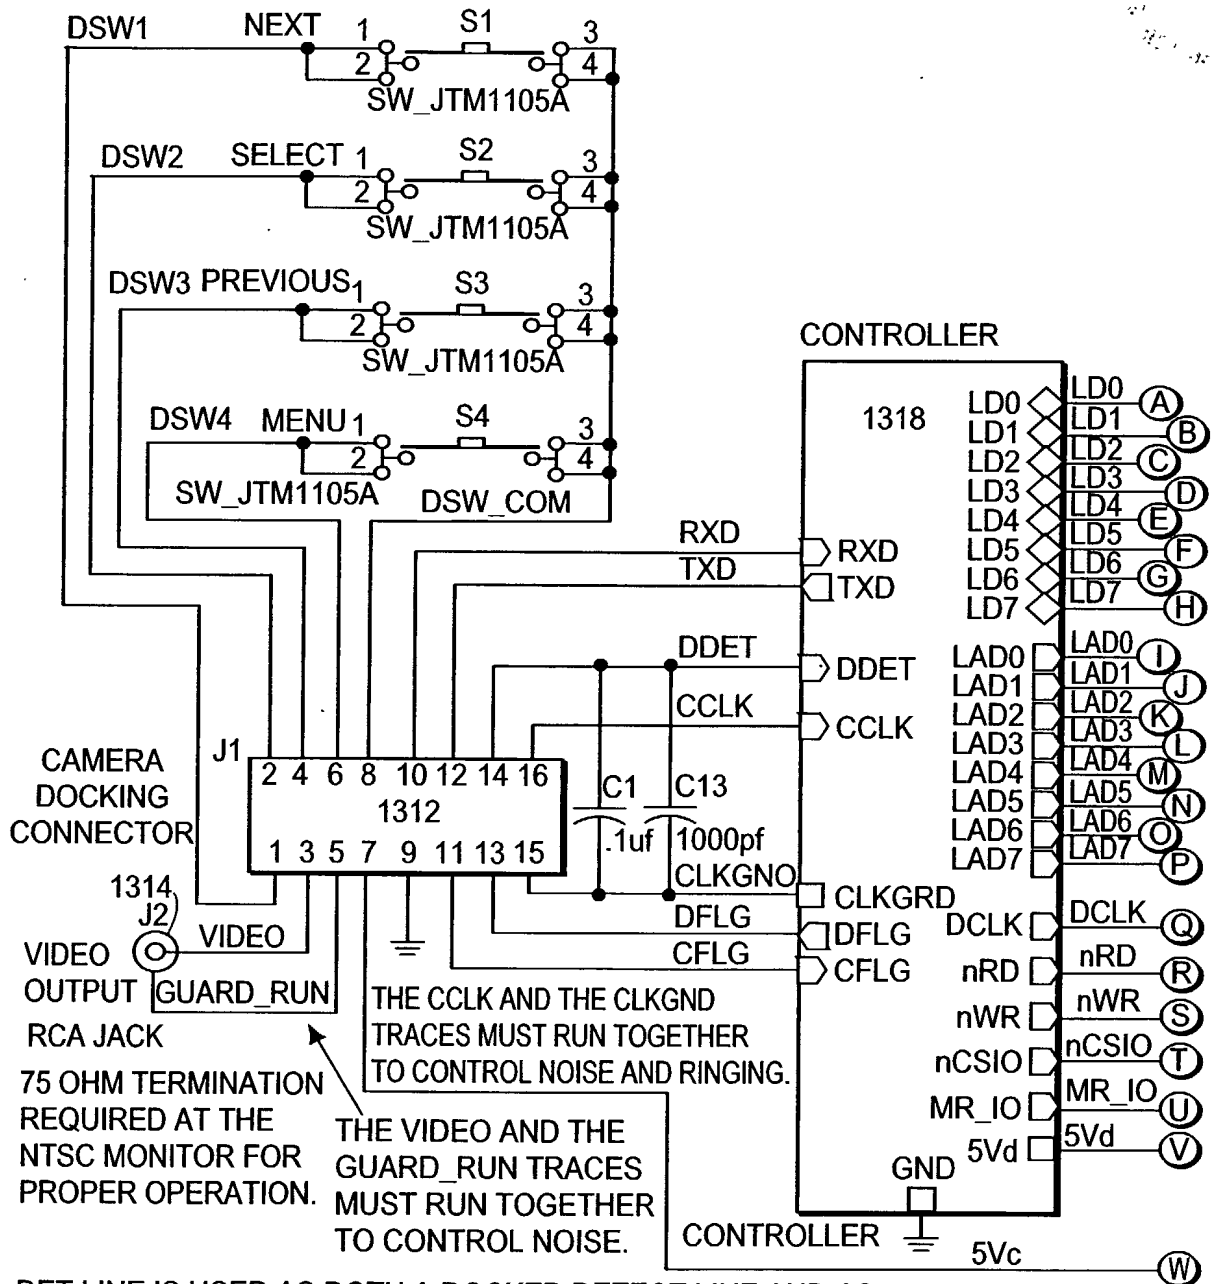 DSW1 NEXT 1 S1 3
2 4
SW_JTM1105A
DSW2 SELECT 1 S2 3
2 4
SW_JTM1105A
DSW3 PREVIOUS 1 S3 3
2 4
SW_JTM1105A
DSW4 MENU 1 S4 3
2 4
SW_JTM1105A DSW_COM
CONTROLLER
1318
LD0 LD0 A
LD1 LD1 B
LD2 LD2 C
LD3 LD3 D
LD4 LD4 E
LD5 LD5 F
LD6 LD6 G
LD7 LD7 H
RXD RXD
TXD TXD
DDET DDET
CCLK CCLK
LAD0 LAD0 I
LAD1 LAD1 J
LAD2 LAD2 K
LAD3 LAD3 L
LAD4 LAD4 M
LAD5 LAD5 N
LAD6 LAD6 O
LAD7 LAD7 P
J1
CAMERA
DOCKING
CONNECTOR
2 4 6 8 10 12 14 16
1312
1 3 5 7 9 11 13 15
C1
.1uf
C13
1000pf
CLKGNO CLKGRD
DFLG DFLG
CFLG CFLG
DCLK DCLK Q
nRD nRD R
nWR nWR S
nCSIO nCSIO T
MR_IO MR_IO U
5Vd 5Vd V
GND
CONTROLLER
5Vc W
1314
J2
VIDEO
VIDEO
OUTPUT
GUARD_RUN
RCA JACK
75 OHM TERMINATION
REQUIRED AT THE
NTSC MONITOR FOR
PROPER OPERATION.
THE CCLK AND THE CLKGND
TRACES MUST RUN TOGETHER
TO CONTROL NOISE AND RINGING.
THE VIDEO AND THE
GUARD_RUN TRACES
MUST RUN TOGETHER
TO CONTROL NOISE.